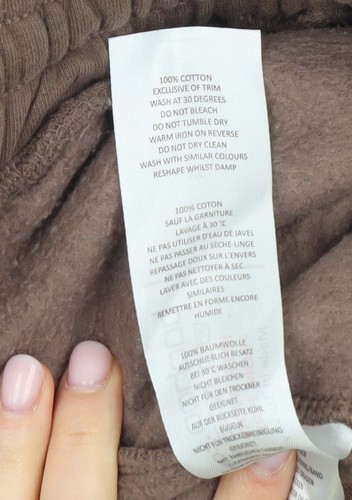 100% COTTON
EXCLUSIVE OF TRIM
WASH AT 30 DEGREES
DO NOT BLEACH
DO NOT TUMBLE DRY
WARM IRON ON REVERSE
DO NOT DRY CLEAN
WASH WITH SIMILAR COLOURS
RESHAPE WHILST DAMP
100% COTON
SAUF LA GARNITURE
LAVAGE À 30 °C
NE PAS UTILISER D'EAU DE JAVEL
NE PAS PASSER AU SÈCHE-LINGE
REPASSAGE DOUX SUR L'ENVERS
NE PAS NETTOYER À SEC
LAVER AVEC DES COULEURS
SIMILAIRES
REMETTRE EN FORME ENCORE
HUMIDE
100% BAUMWOLLE
AUSSCHLIEßLICH BESATZ
BEI 30°C WASCHEN
NICHT BLEICHEN
NICHT FÜR DEN TROCKNER
GEEIGNET
AUF DER RÜCKSEITE KÜHL
BÜGELN
NICHT FÜR TROCKENREINIGUNG
GEEIGNET